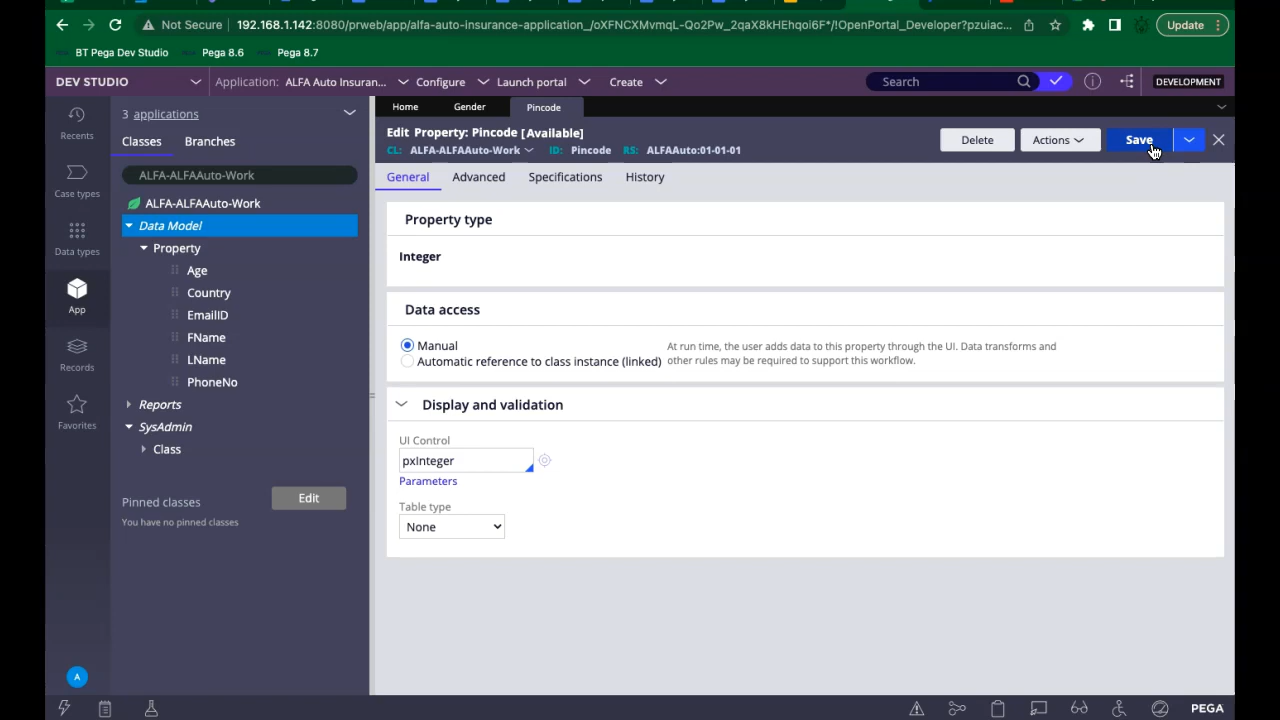 Not Secure
192.168.1.142:8080/prweb/app/alfa-auto-insurance-application_/oXFNCXMvmqL-Qo2Pw_2qaX8kHEhqoi6F*/!OpenPortal_Developer?pzuiac...
Update
BT Pega Dev Studio
Pega 8.6
Pega 8.7
DEV STUDIO
Application: ALFA Auto Insuran...
Configure
Launch portal
Create
Search
DEVELOPMENT
Recents
Case types
Data types
App
Records
Favorites
A
3 applications
Classes
Branches
ALFA-ALFAAuto-Work
ALFA-ALFAAuto-Work
Data Model
Property
Age
Country
EmailID
FName
LName
PhoneNo
Reports
SysAdmin
Class
Pinned classes
Edit
You have no pinned classes
Home
Gender
Pincode
Edit Property: Pincode [Available]
CL: ALFA-ALFAAuto-Work
ID: Pincode
RS: ALFAAuto:01-01-01
Delete
Actions
Save
General
Advanced
Specifications
History
Property type
Integer
Data access
Manual
Automatic reference to class instance (linked)
At run time, the user adds data to this property through the UI. Data transforms and
other rules may be required to support this workflow.
Display and validation
UI Control
pxInteger
Parameters
Table type
None
PEGA